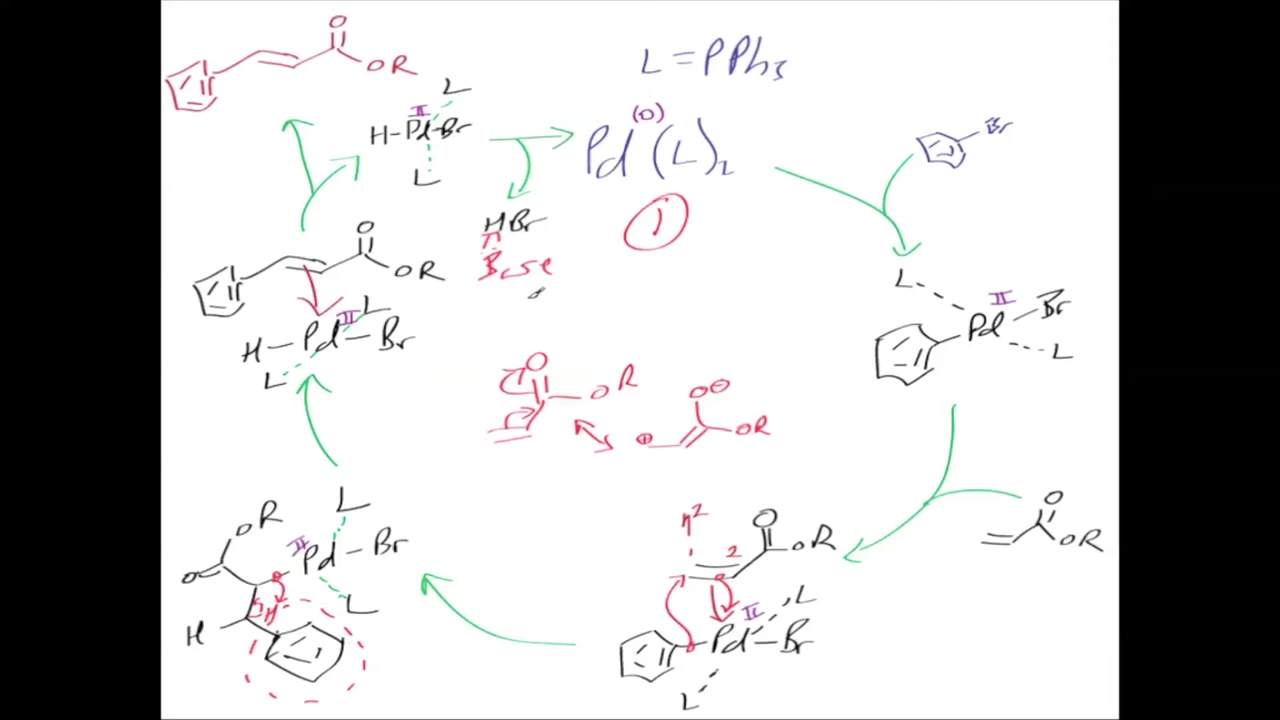 O
OR
L = PPh3
L
II
H-Pd-Br
L
(0)
Pd (L)2
Br
HBr
Base
1
O
OR
L
II
H-Pd-Br
L
L
II
Pd Br
L
O
OR
O⊖
⊕
OR
L
OR
II
Pd-Br
O
L
H
H
η2
2
O
OR
II
L
Pd-Br
L
O
OR